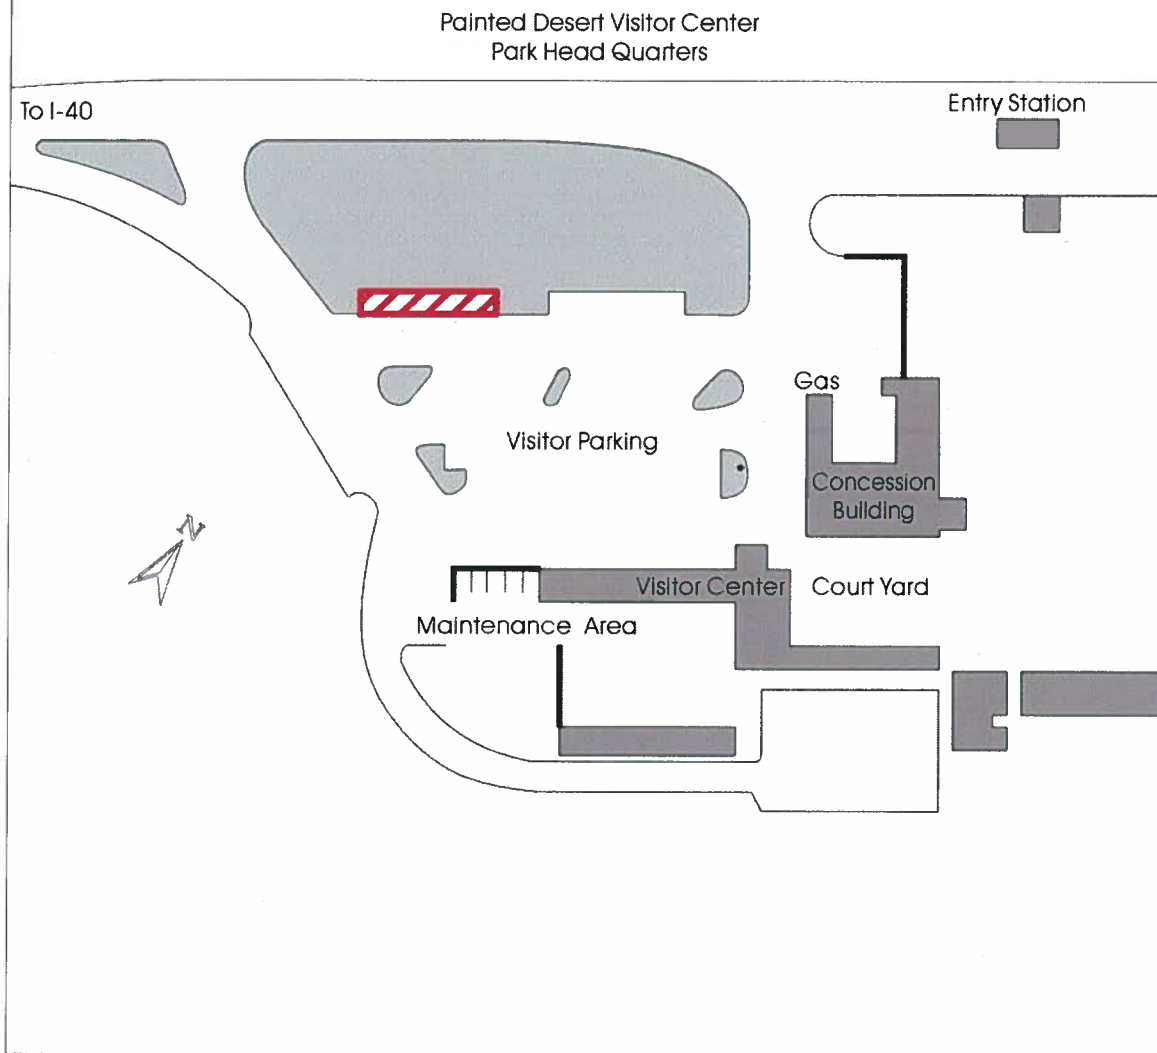 Painted Desert Visitor Center
Park Head Quarters
To I-40
Entry Station
Gas
Visitor Parking
Concession
Building
N
Visitor Center
Court Yard
Maintenance Area